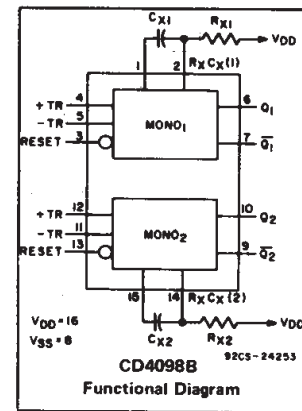 CX1 RX1
VDD
1 2 RXCX(1)
+TR 4 6 Q1
-TR 5 MONO1
RESET 3 7 Q̅1
12 10 Q2
+TR
-TR 11 MONO2
RESET 13 9 Q̅2
15 14 RXCX(2)
VDD=16 VDD
VSS=8 CX2 RX2
92CS-24253
CD4098B
Functional Diagram